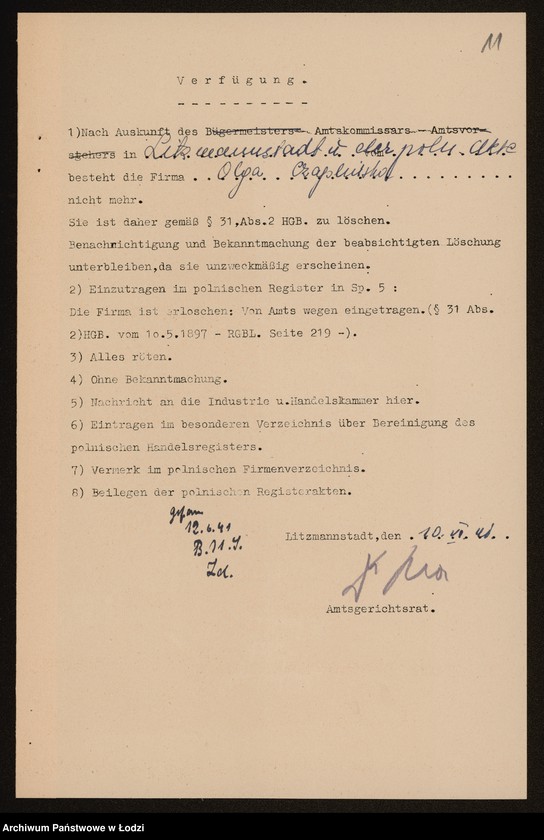 11
Verfügung.
1)Nach Auskunft des Bügermeisters- Amtskommissars - Amtsvor-
stehers in Litzmannstadt u. der poln. Akte
besteht die Firma . . Olga . . Czaplinska . . . . . . . . . .
nicht mehr.
Sie ist daher gemäß § 31,Abs.2 HGB. zu löschen.
Benachrichtigung und Bekanntmachung der beabsichtigten Löschung
unterbleiben,da sie unzweckmäßig erscheinen.
2) Einzutragen im polnischen Register in Sp. 5 :
Die Firma ist erloschen: Von Amts wegen eingetragen.(§ 31 Abs.
2)HGB. vom 1o.5.1897 - RGBL. Seite 219 -).
3) Alles röten.
4) Ohne Bekanntmachung.
5) Nachricht an die Industrie u.Handelskammer hier.
6) Eintragen im besonderen Verzeichnis über Bereinigung des
polnischen Handelsregisters.
7) Vermerk im polnischen Firmenverzeichnis.
8) Beilegen der polnischen Registerakten.
12.6.41
Litzmannstadt,den . 10. VI. 41. .
Amtsgerichtsrat.
Archiwum Państwowe w Łodzi